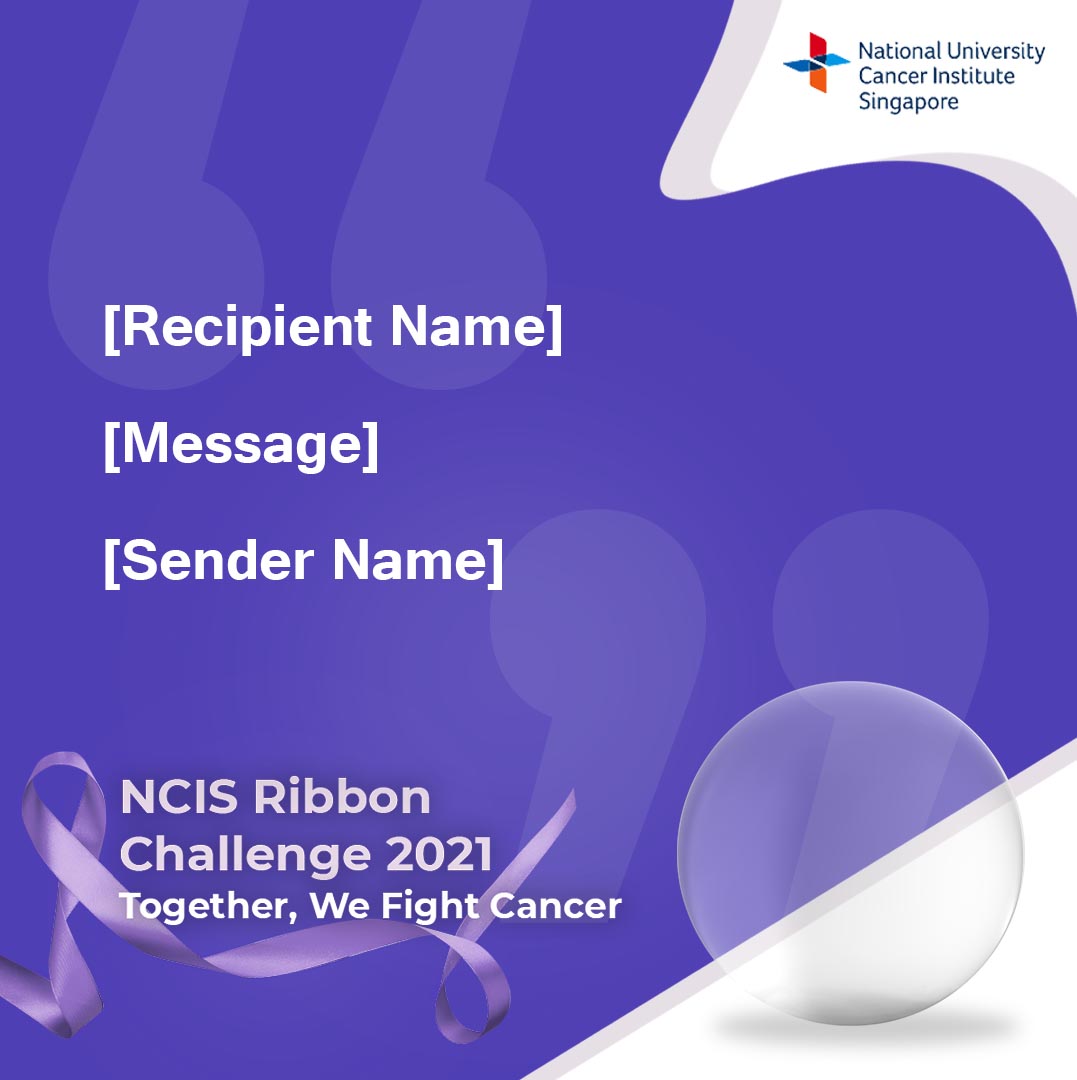 National University
Cancer Institute
Singapore
[Recipient Name]
[Message]
[Sender Name]
NCIS Ribbon
Challenge 2021
Together, We Fight Cancer